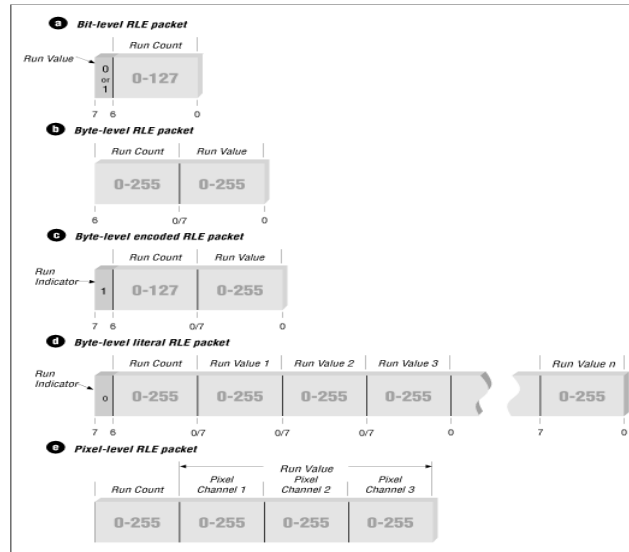 a Bit-level RLE packet
Run Count
Run Value
0 or 1
0-127
7 6 0
b Byte-level RLE packet
Run Count Run Value
0-255 0-255
6 0/7 0
c Byte-level encoded RLE packet
Run Count Run Value
Run Indicator
1 0-127 0-255
7 6 0/7 0
d Byte-level literal RLE packet
Run Count Run Value 1 Run Value 2 Run Value 3 Run Value n
Run Indicator
0 0-255 0-255 0-255 0-255 0-255
7 6 0/7 0/7 0/7 0 7 0
e Pixel-level RLE packet
Run Value
Run Count Pixel Channel 1 Pixel Channel 2 Pixel Channel 3
0-255 0-255 0-255 0-255